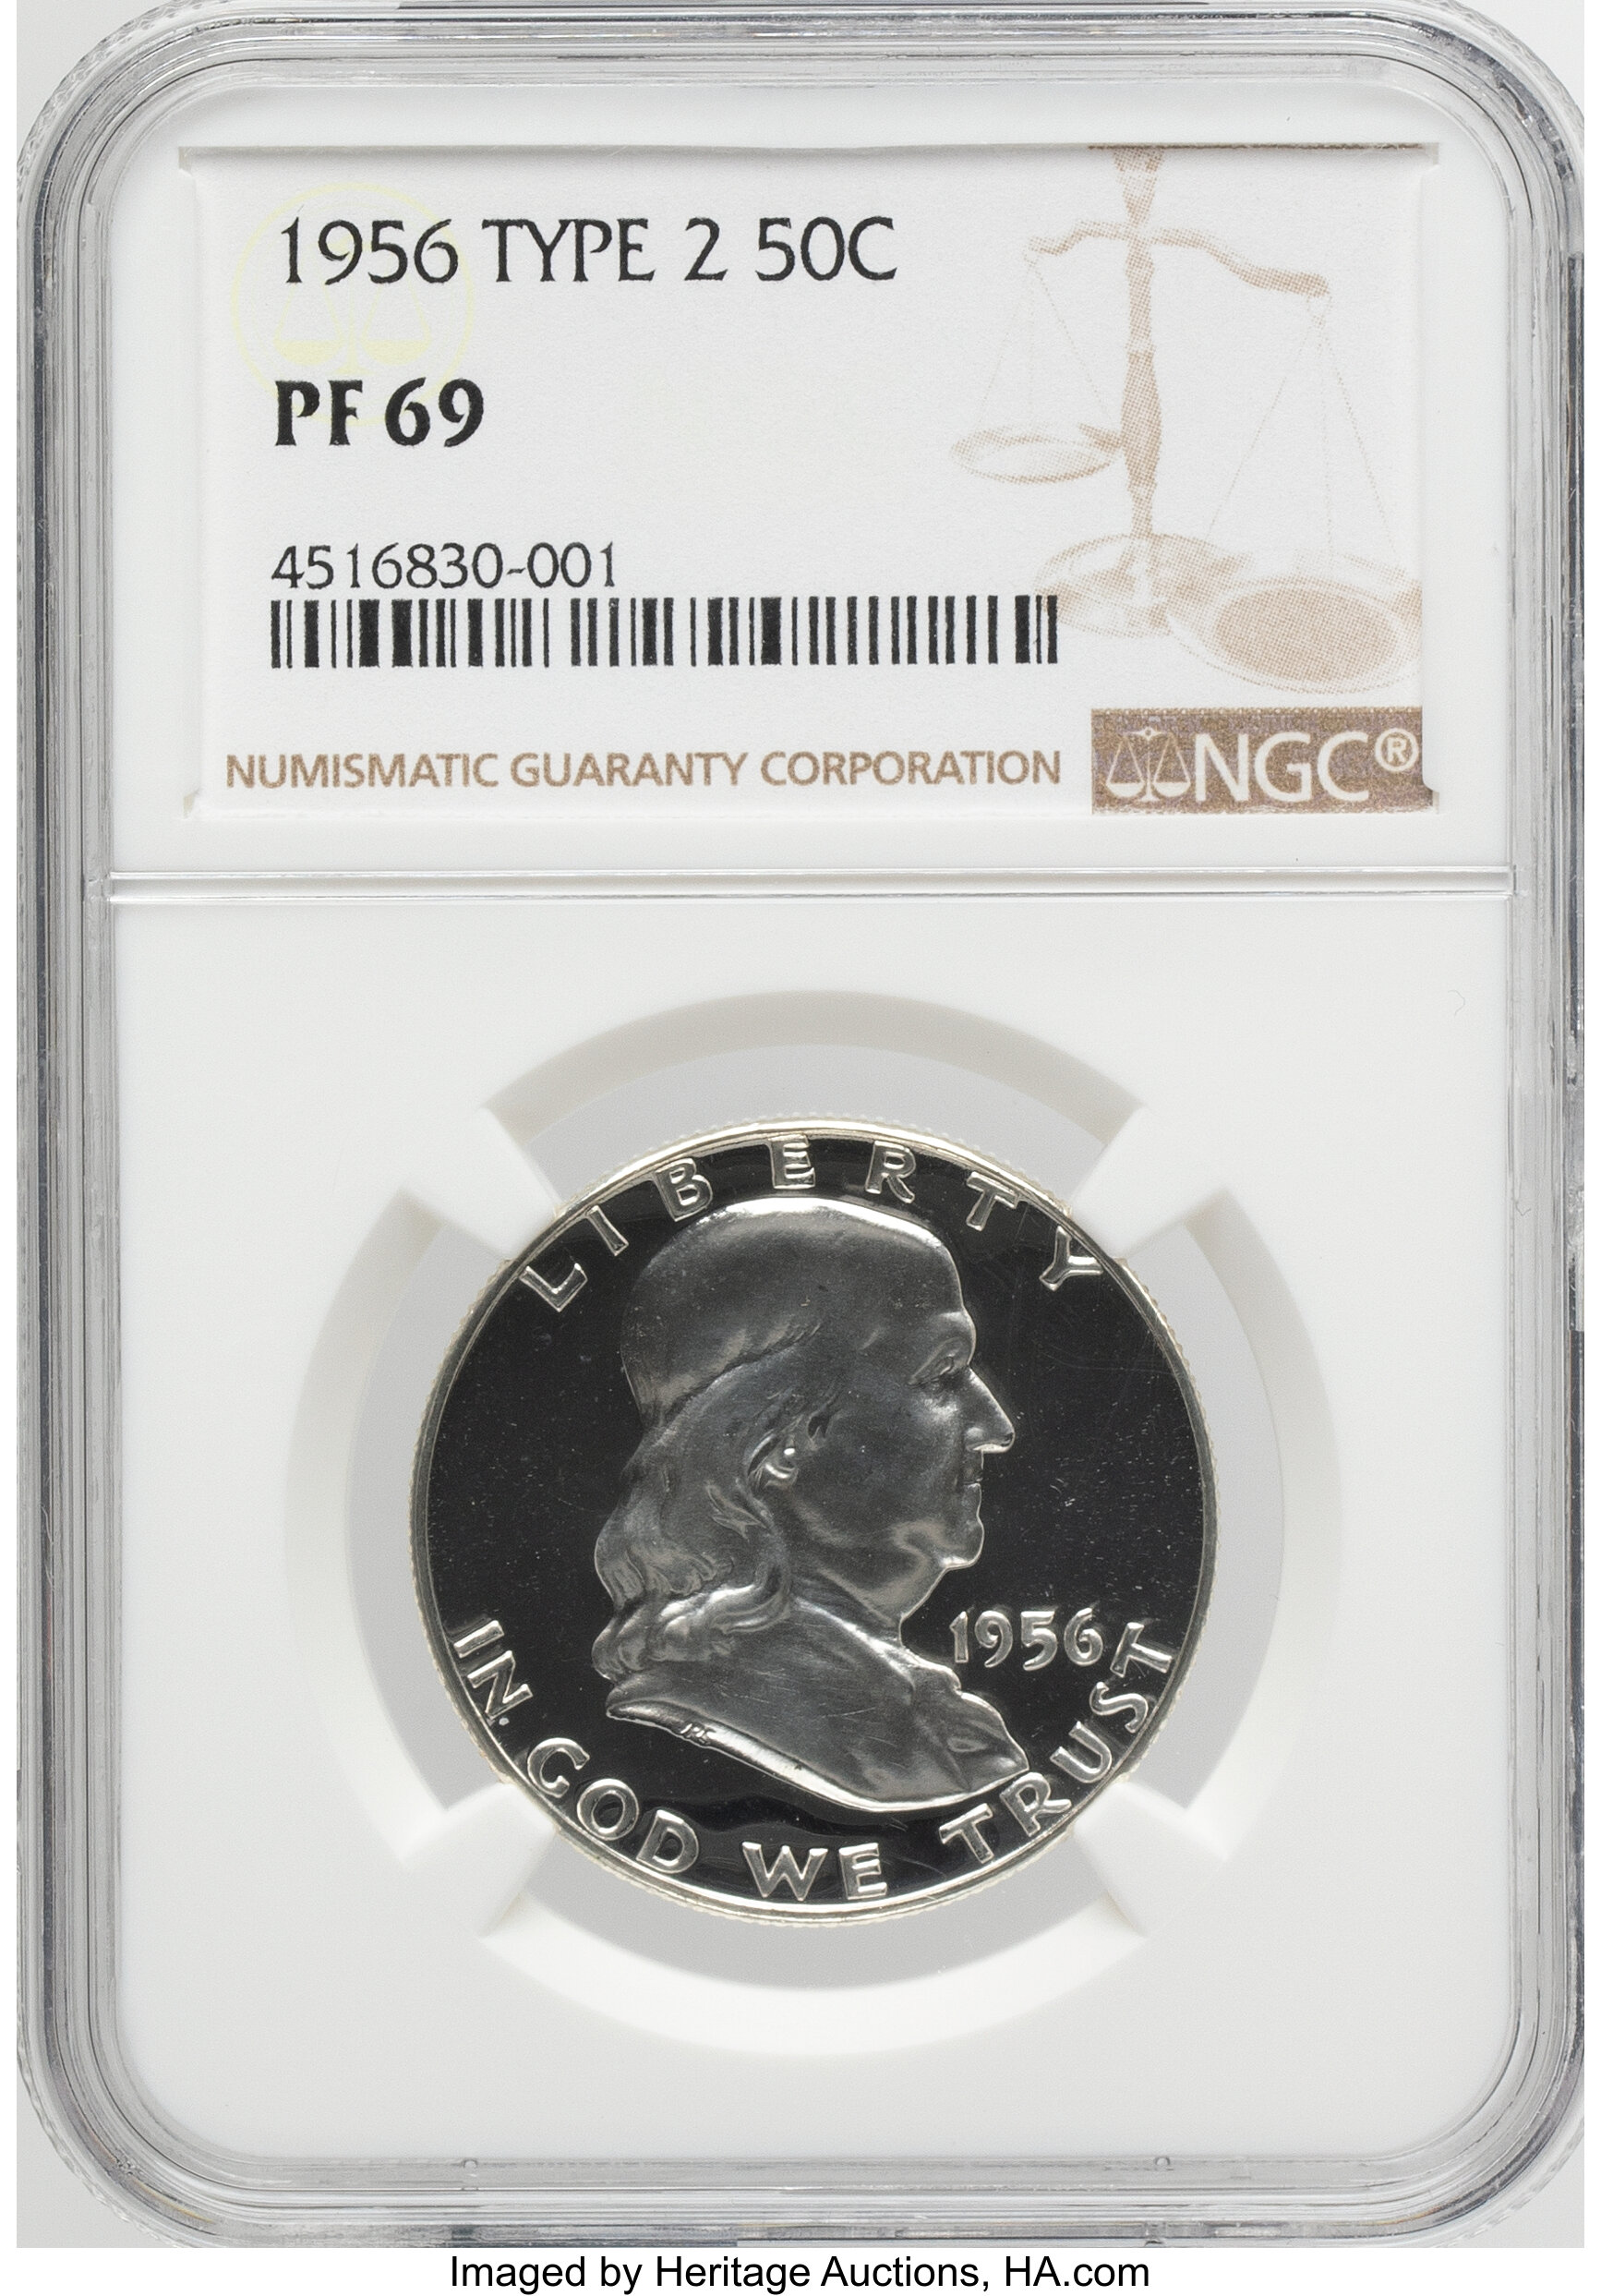 1956 TYPE 2 50C
PF 69
4516830-001
NUMISMATIC GUARANTY CORPORATION
NGC®
LIBERTY
1956
IN GOD WE TRUST
JRS
Imaged by Heritage Auctions, HA.com